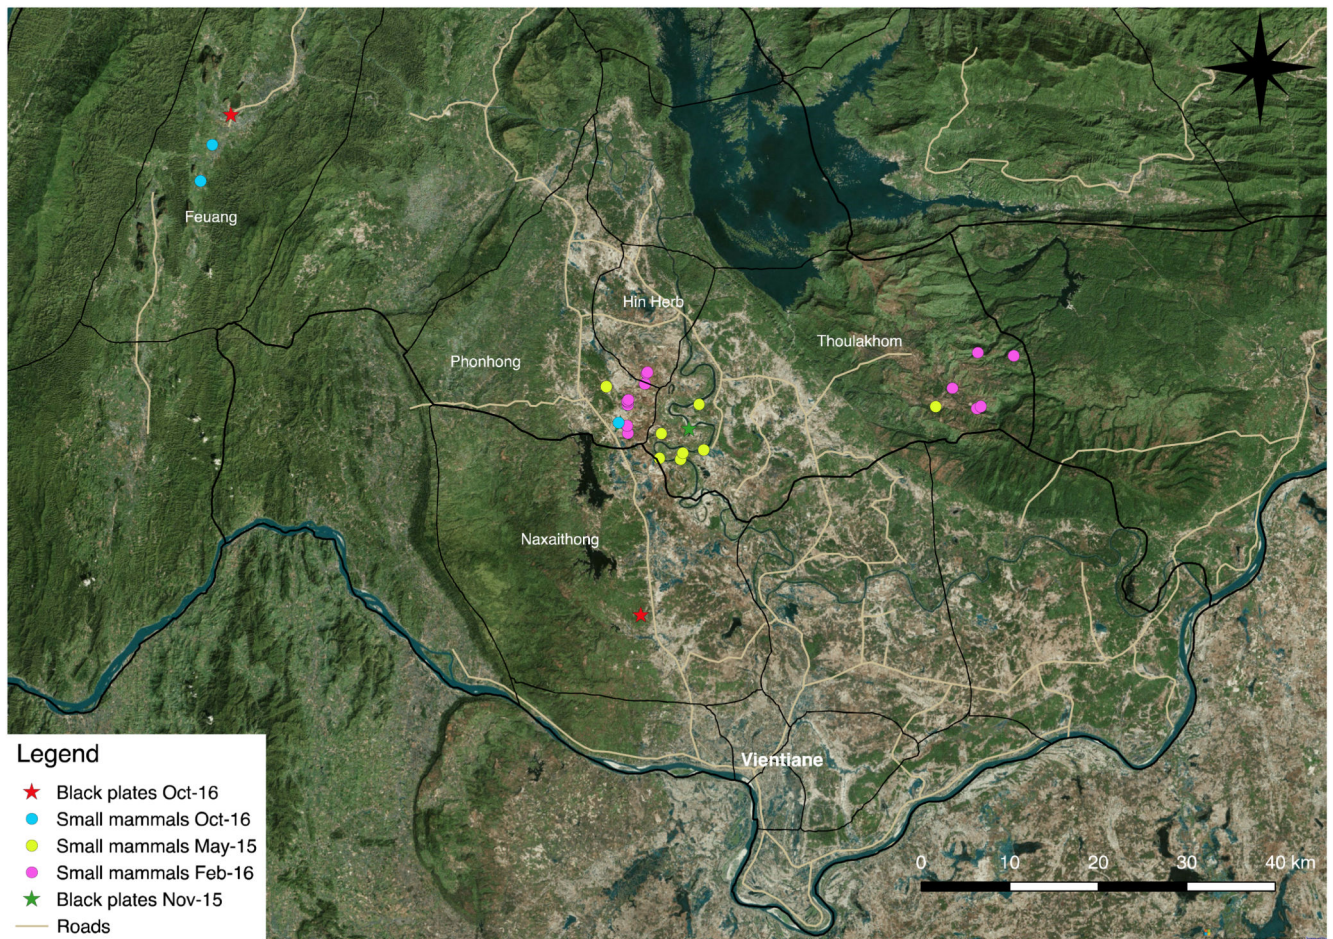 Feuang
Hin Herb
Thoulakhom
Phonhong
Naxaithong
Vientiane
Legend
Black plates Oct-16
Small mammals Oct-16
Small mammals May-15
Small mammals Feb-16
Black plates Nov-15
Roads
0 10 20 30 40 km